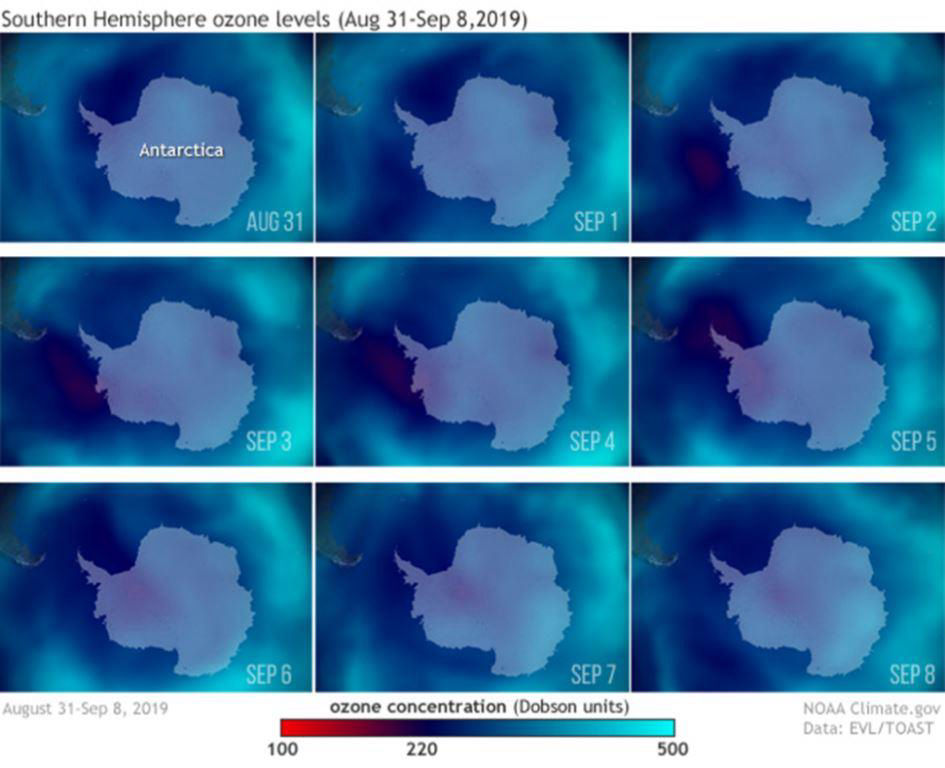 Southern Hemisphere ozone levels (Aug 31-Sep 8,2019)
Antarctica
AUG 31
SEP 1
SEP 2
SEP 3
SEP 4
SEP 5
SEP 6
SEP 7
SEP 8
August 31-Sep 8, 2019
ozone concentration (Dobson units)
100
220
500
NOAA Climate.gov
Data: EVL/TOAST